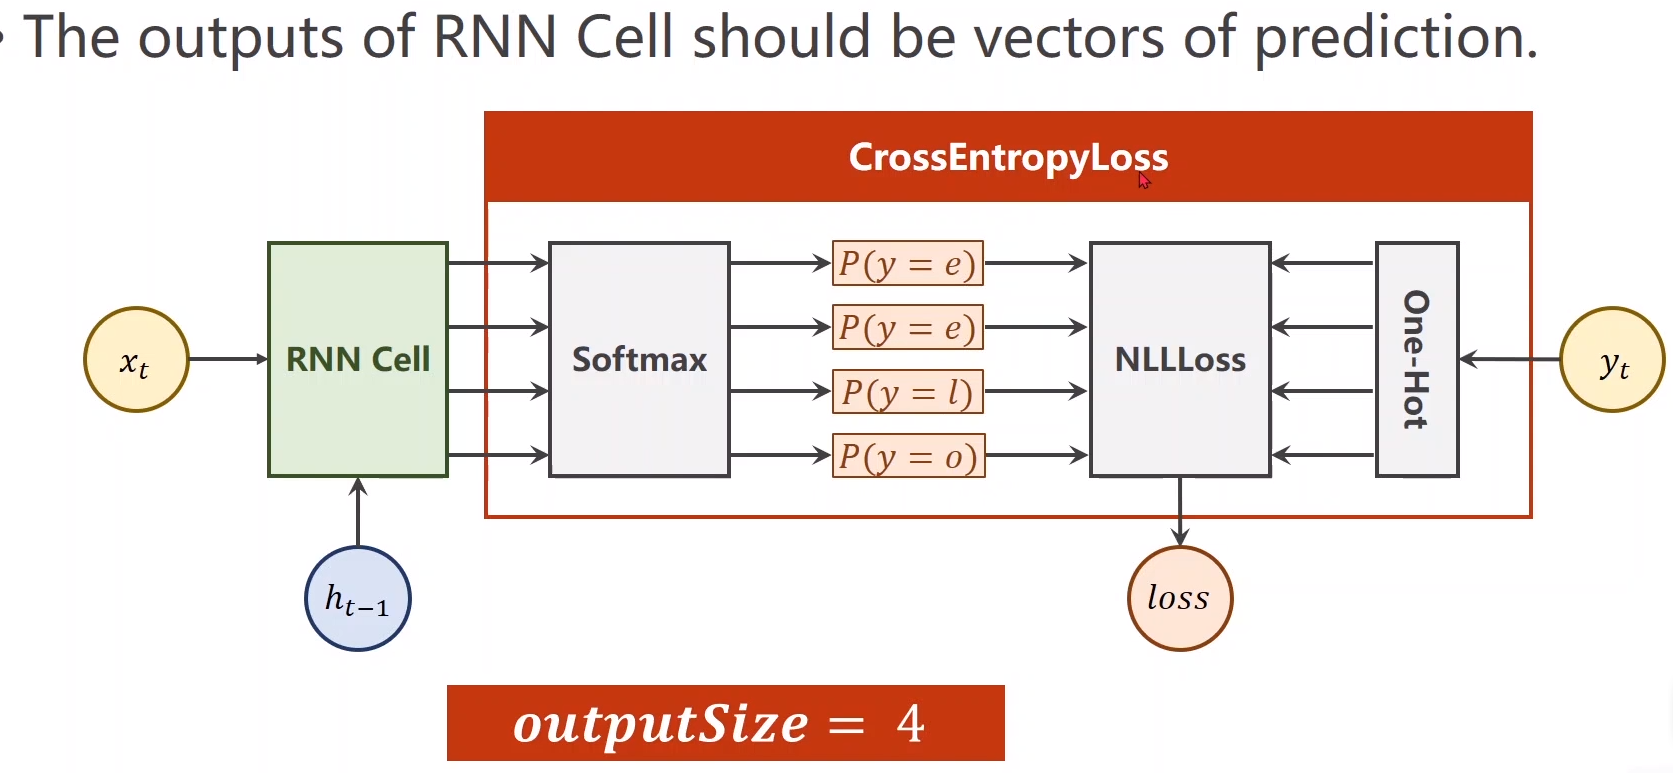 • The outputs of RNN Cell should be vectors of prediction.
CrossEntropyLoss
x_t
RNN Cell
h_{t−1}
Softmax
P(y = e)
P(y = e)
P(y = l)
P(y = o)
NLLLoss
One-Hot
y_t
loss
outputSize = 4